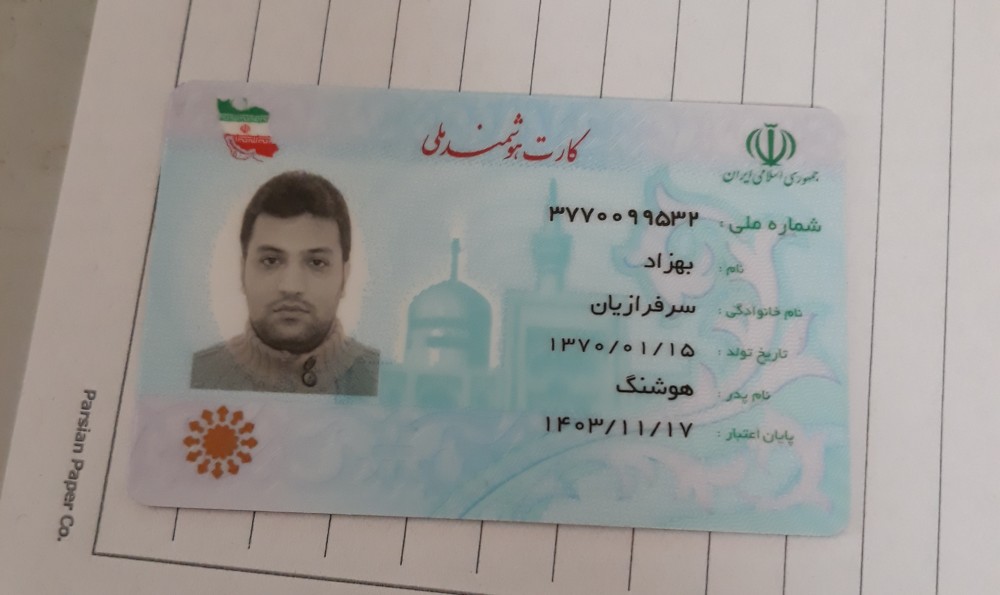 کارت هوشمند ملی
جمهوری اسلامی ایران
شماره ملی: ۳۷۷۰۰۹۹۵۳۲
نام: بهزاد
نام خانوادگی: سرفرازیان
تاریخ تولد: ۱۳۷۰/۰۱/۱۵
نام پدر: هوشنگ
پایان اعتبار: ۱۴۰۳/۱۱/۱۷
Parsian Paper Co.